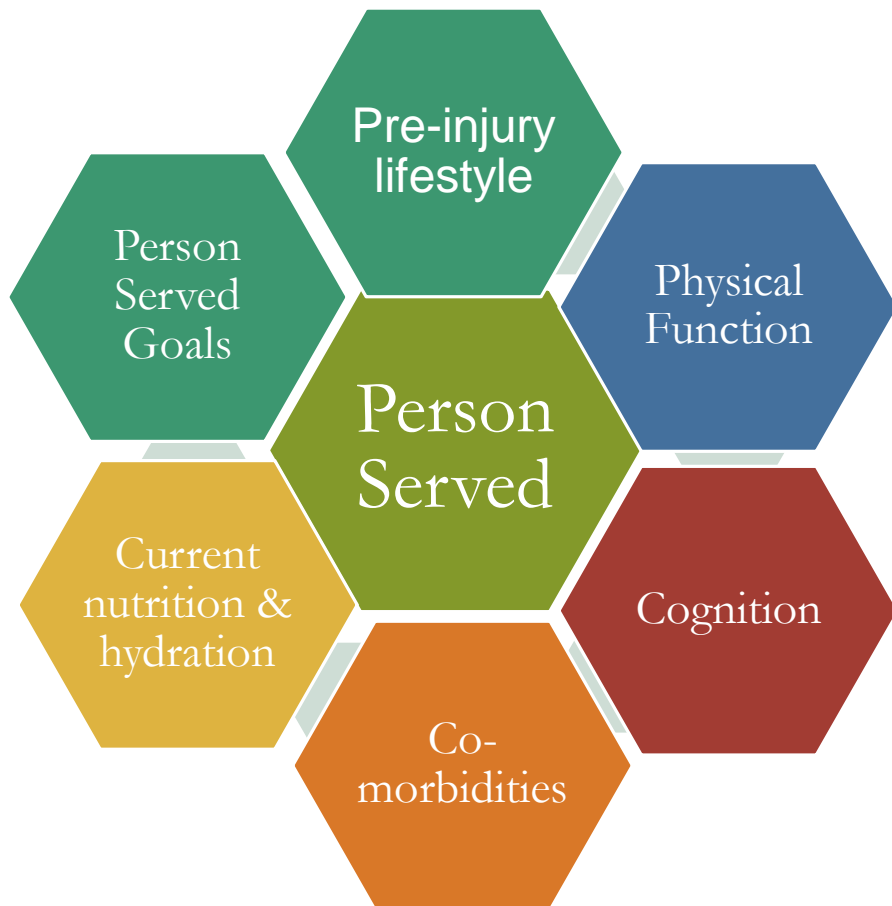 Pre-injury
lifestyle
Person
Served
Goals
Physical
Function
Person
Served
Current
nutrition &
hydration
Cognition
Co-
morbidities